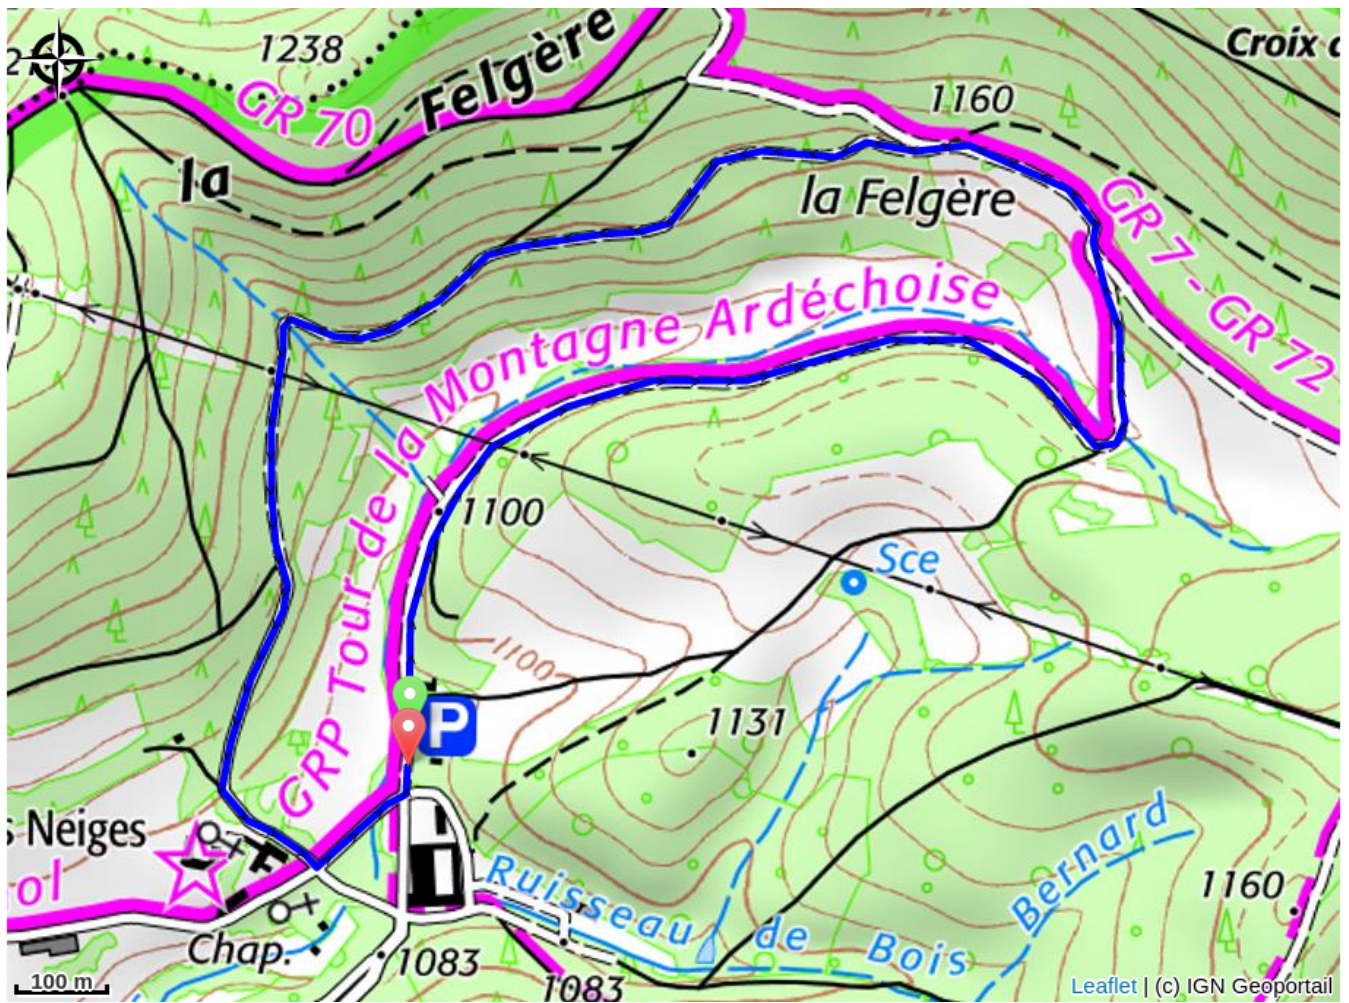 1238
Felgère
Croix
GR 70
1160
la
la Felgère
GR 7 - GR 72
GRP Tour de la Montagne Ardéchoise
1100
Sce
1100
P
1131
s Neiges
Bernard
ol
Ruisseau de Bois
1160
Chap.
1083
1083
100 m
Leaflet | (c) IGN Geoportail